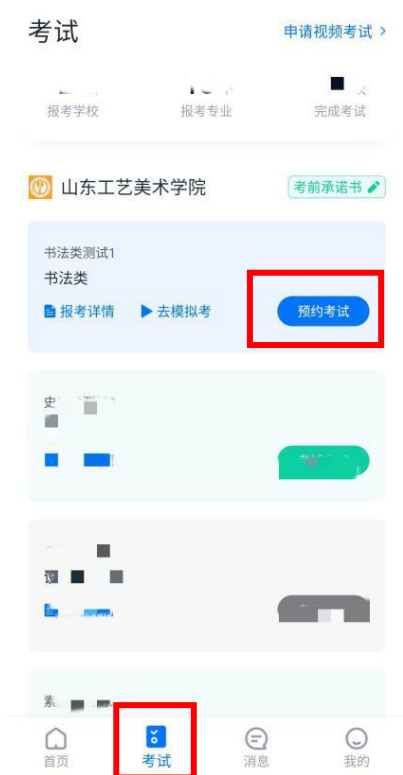 考试
申请视频考试 >
报考学校 报考专业 完成考试
山东工艺美术学院 考前承诺书
书法类测试1
书法类
报考详情 去模拟考 预约考试
史
素
首页 考试 消息 我的